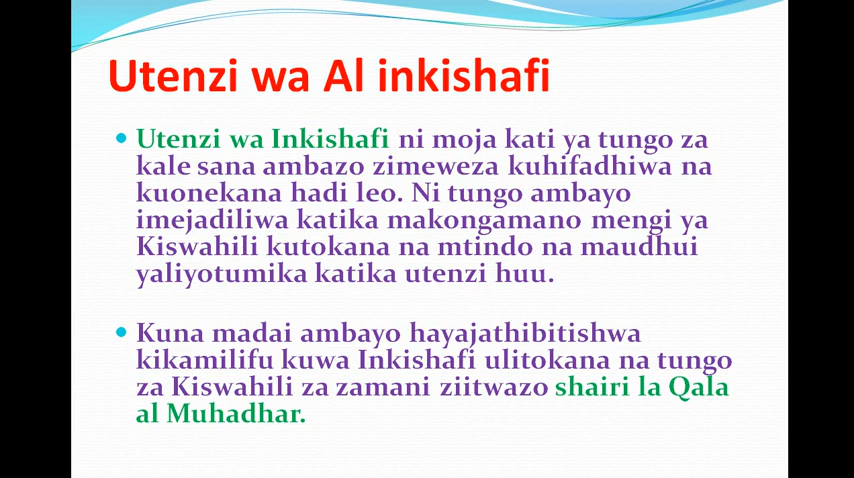 Utenzi wa Al inkishafi
• Utenzi wa Inkishafi ni moja kati ya tungo za
kale sana ambazo zimeweza kuhifadhiwa na
kuonekana hadi leo. Ni tungo ambayo
imejadiliwa katika makongamano mengi ya
Kiswahili kutokana na mtindo na maudhui
yaliyotumika katika utenzi huu.
• Kuna madai ambayo hayajathibitishwa
kikamilifu kuwa Inkishafi ulitokana na tungo
za Kiswahili za zamani ziitwazo shairi la Qala
al Muhadhar.